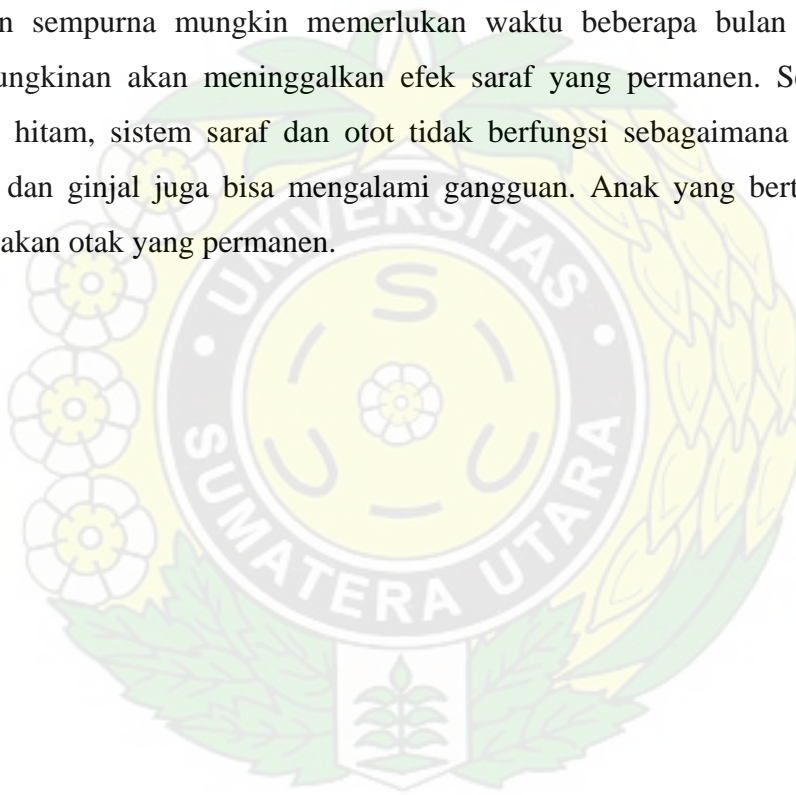 n sempurna mungkin memerlukan waktu beberapa bulan
ungkinan akan meninggalkan efek saraf yang permanen. S
hitam, sistem saraf dan otot tidak berfungsi sebagaimana
dan ginjal juga bisa mengalami gangguan. Anak yang bert
akan otak yang permanen.
UNIVERSITAS
SUMATERA UTARA